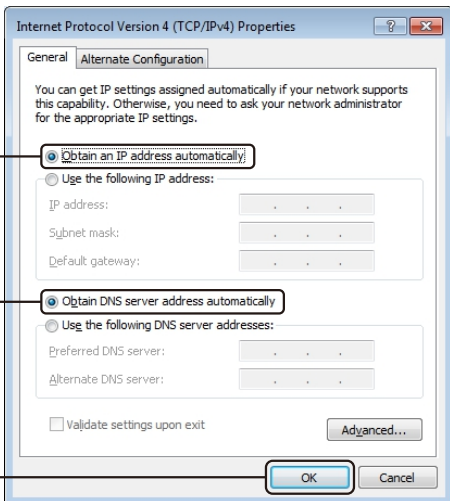 Internet Protocol Version 4 (TCP/IPv4) Properties
General
Alternate Configuration
You can get IP settings assigned automatically if your network supports
this capability. Otherwise, you need to ask your network administrator
for the appropriate IP settings.
Obtain an IP address automatically
Use the following IP address:
IP address:
Subnet mask:
Default gateway:
Obtain DNS server address automatically
Use the following DNS server addresses:
Preferred DNS server:
Alternate DNS server:
Validate settings upon exit
Advanced...
OK
Cancel